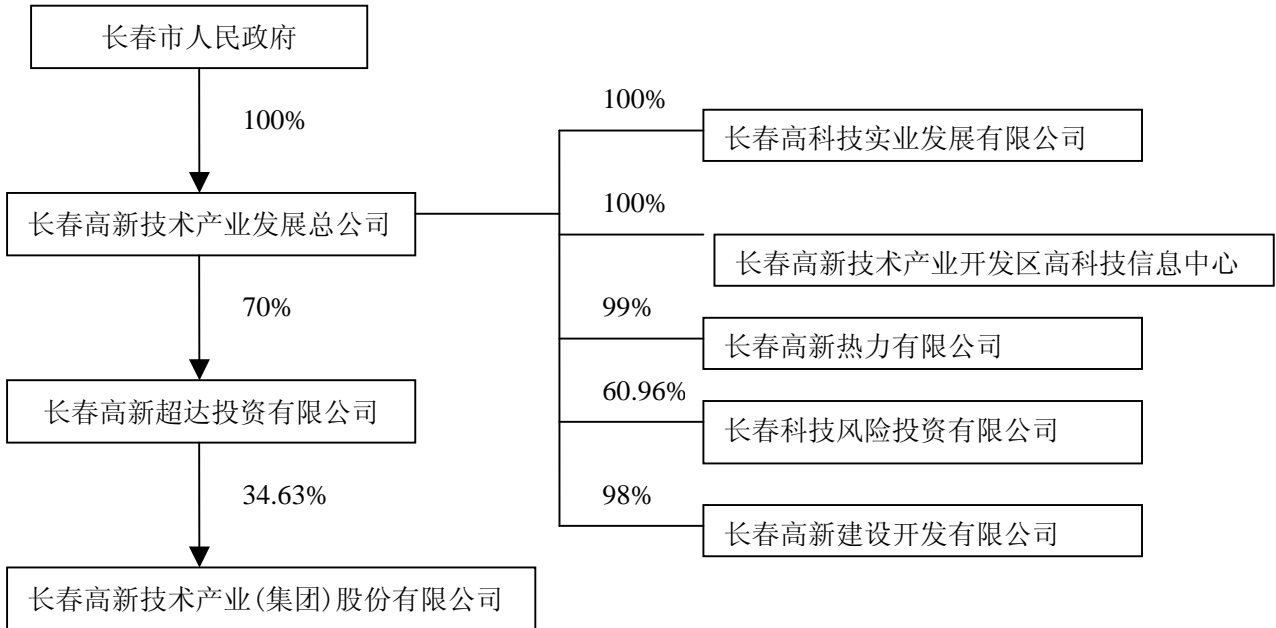 长春市人民政府
100%
100%
长春高科技实业发展有限公司
长春高新技术产业发展总公司
100%
长春高新技术产业开发区高科技信息中心
70%
99%
长春高新热力有限公司
长春高新超达投资有限公司
60.96%
长春科技风险投资有限公司
34.63%
98%
长春高新建设开发有限公司
长春高新技术产业(集团)股份有限公司